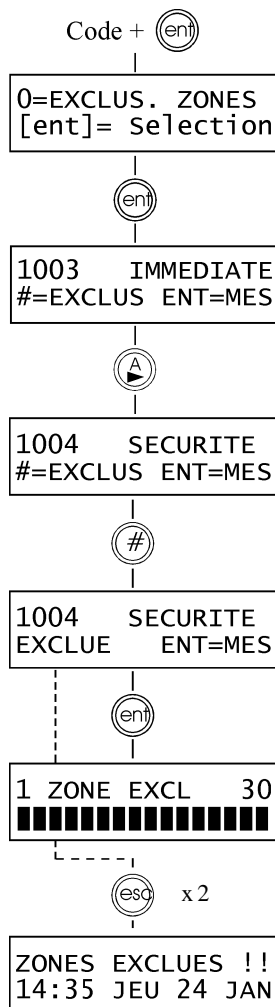 Code + ent
0=EXCLUS. ZONES
[ent]= Selection
ent
1003 IMMEDIATE
#=EXCLUS ENT=MES
A
1004 SECURITE
#=EXCLUS ENT=MES
#
1004 SECURITE
EXCLUE ENT=MES
ent
1 ZONE EXCL 30
esc x 2
ZONES EXCLUES !!
14:35 JEU 24 JAN